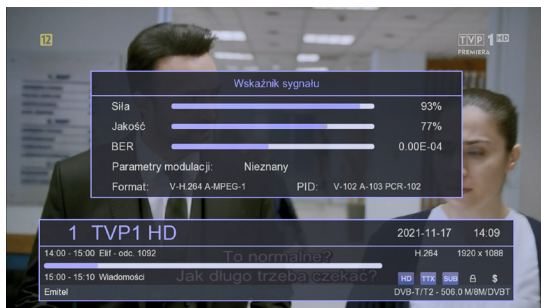 12
TVP 1 HD
PREMIERA
Wskaźnik sygnału
Siła 93%
Jakość 77%
BER 0.00E-04
Parametry modulacji: Nieznany
Format: V-H.264 A-MPEG-1 PID: V-102 A-103 PCR-102
1 TVP1 HD 2021-11-17 14:09
14:00 - 15:00 Elif - odc. 1092 H.264 1920 x 1088
To normalne?
15:00 - 15:10 Wiadomości HD TTX SUB $
Jak długo trzeba czekać?
Emitel DVB-T/T2 - 506.0 M/8M/DVBT